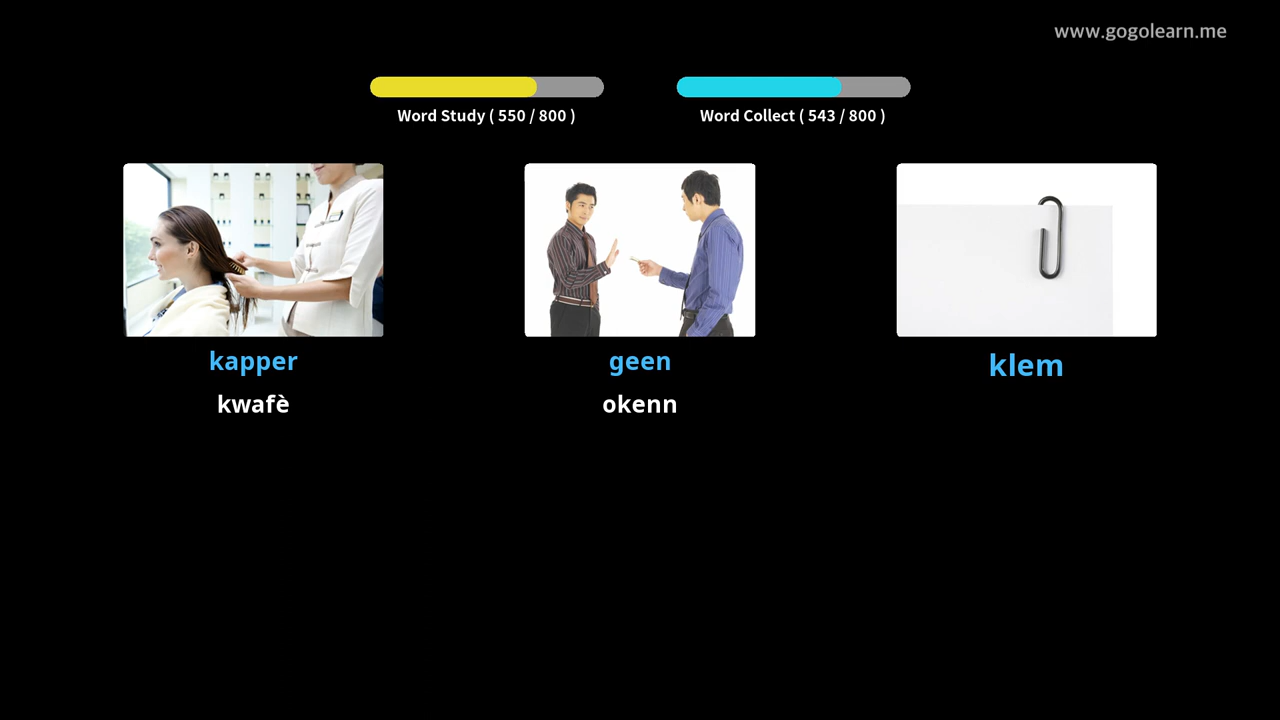 www.gogolearn.me
Word Study ( 550 / 800 )
Word Collect ( 543 / 800 )
kapper
geen
klem
kwafè
okenn